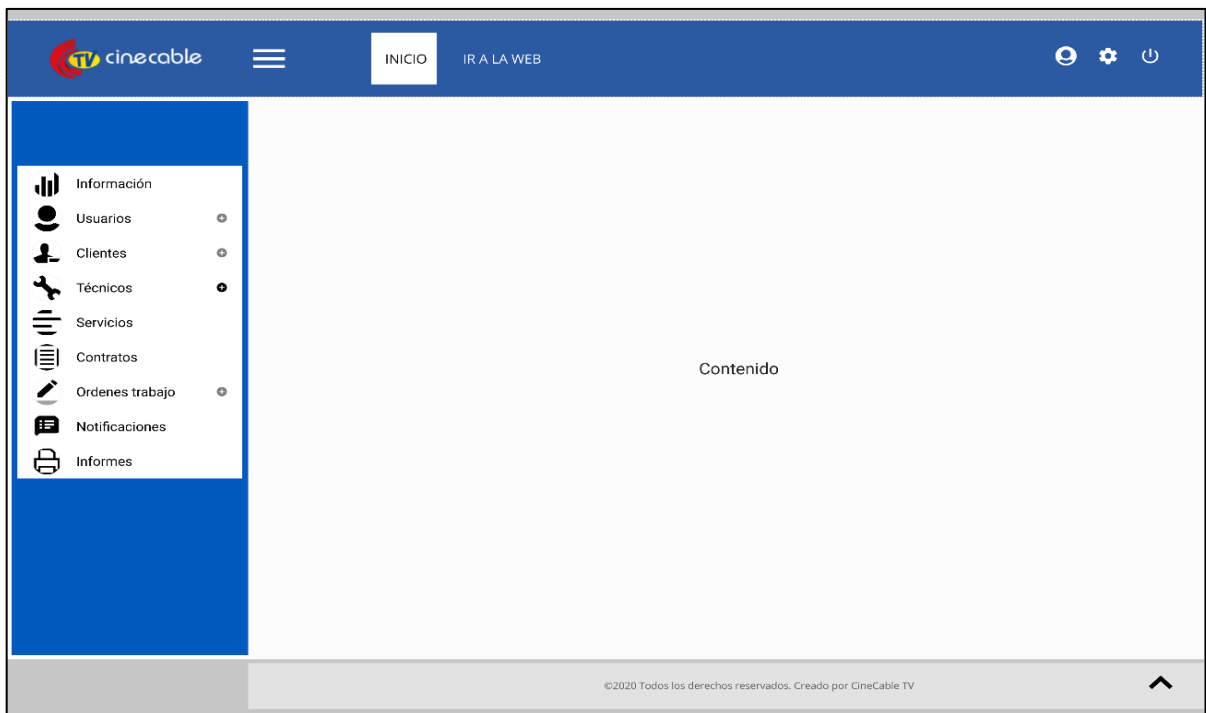 TV cinecable
INICIO
IR A LA WEB
Información
Usuarios
Clientes
Técnicos
Servicios
Contratos
Ordenes trabajo
Notificaciones
Informes
Contenido
©2020 Todos los derechos reservados. Creado por CineCable TV